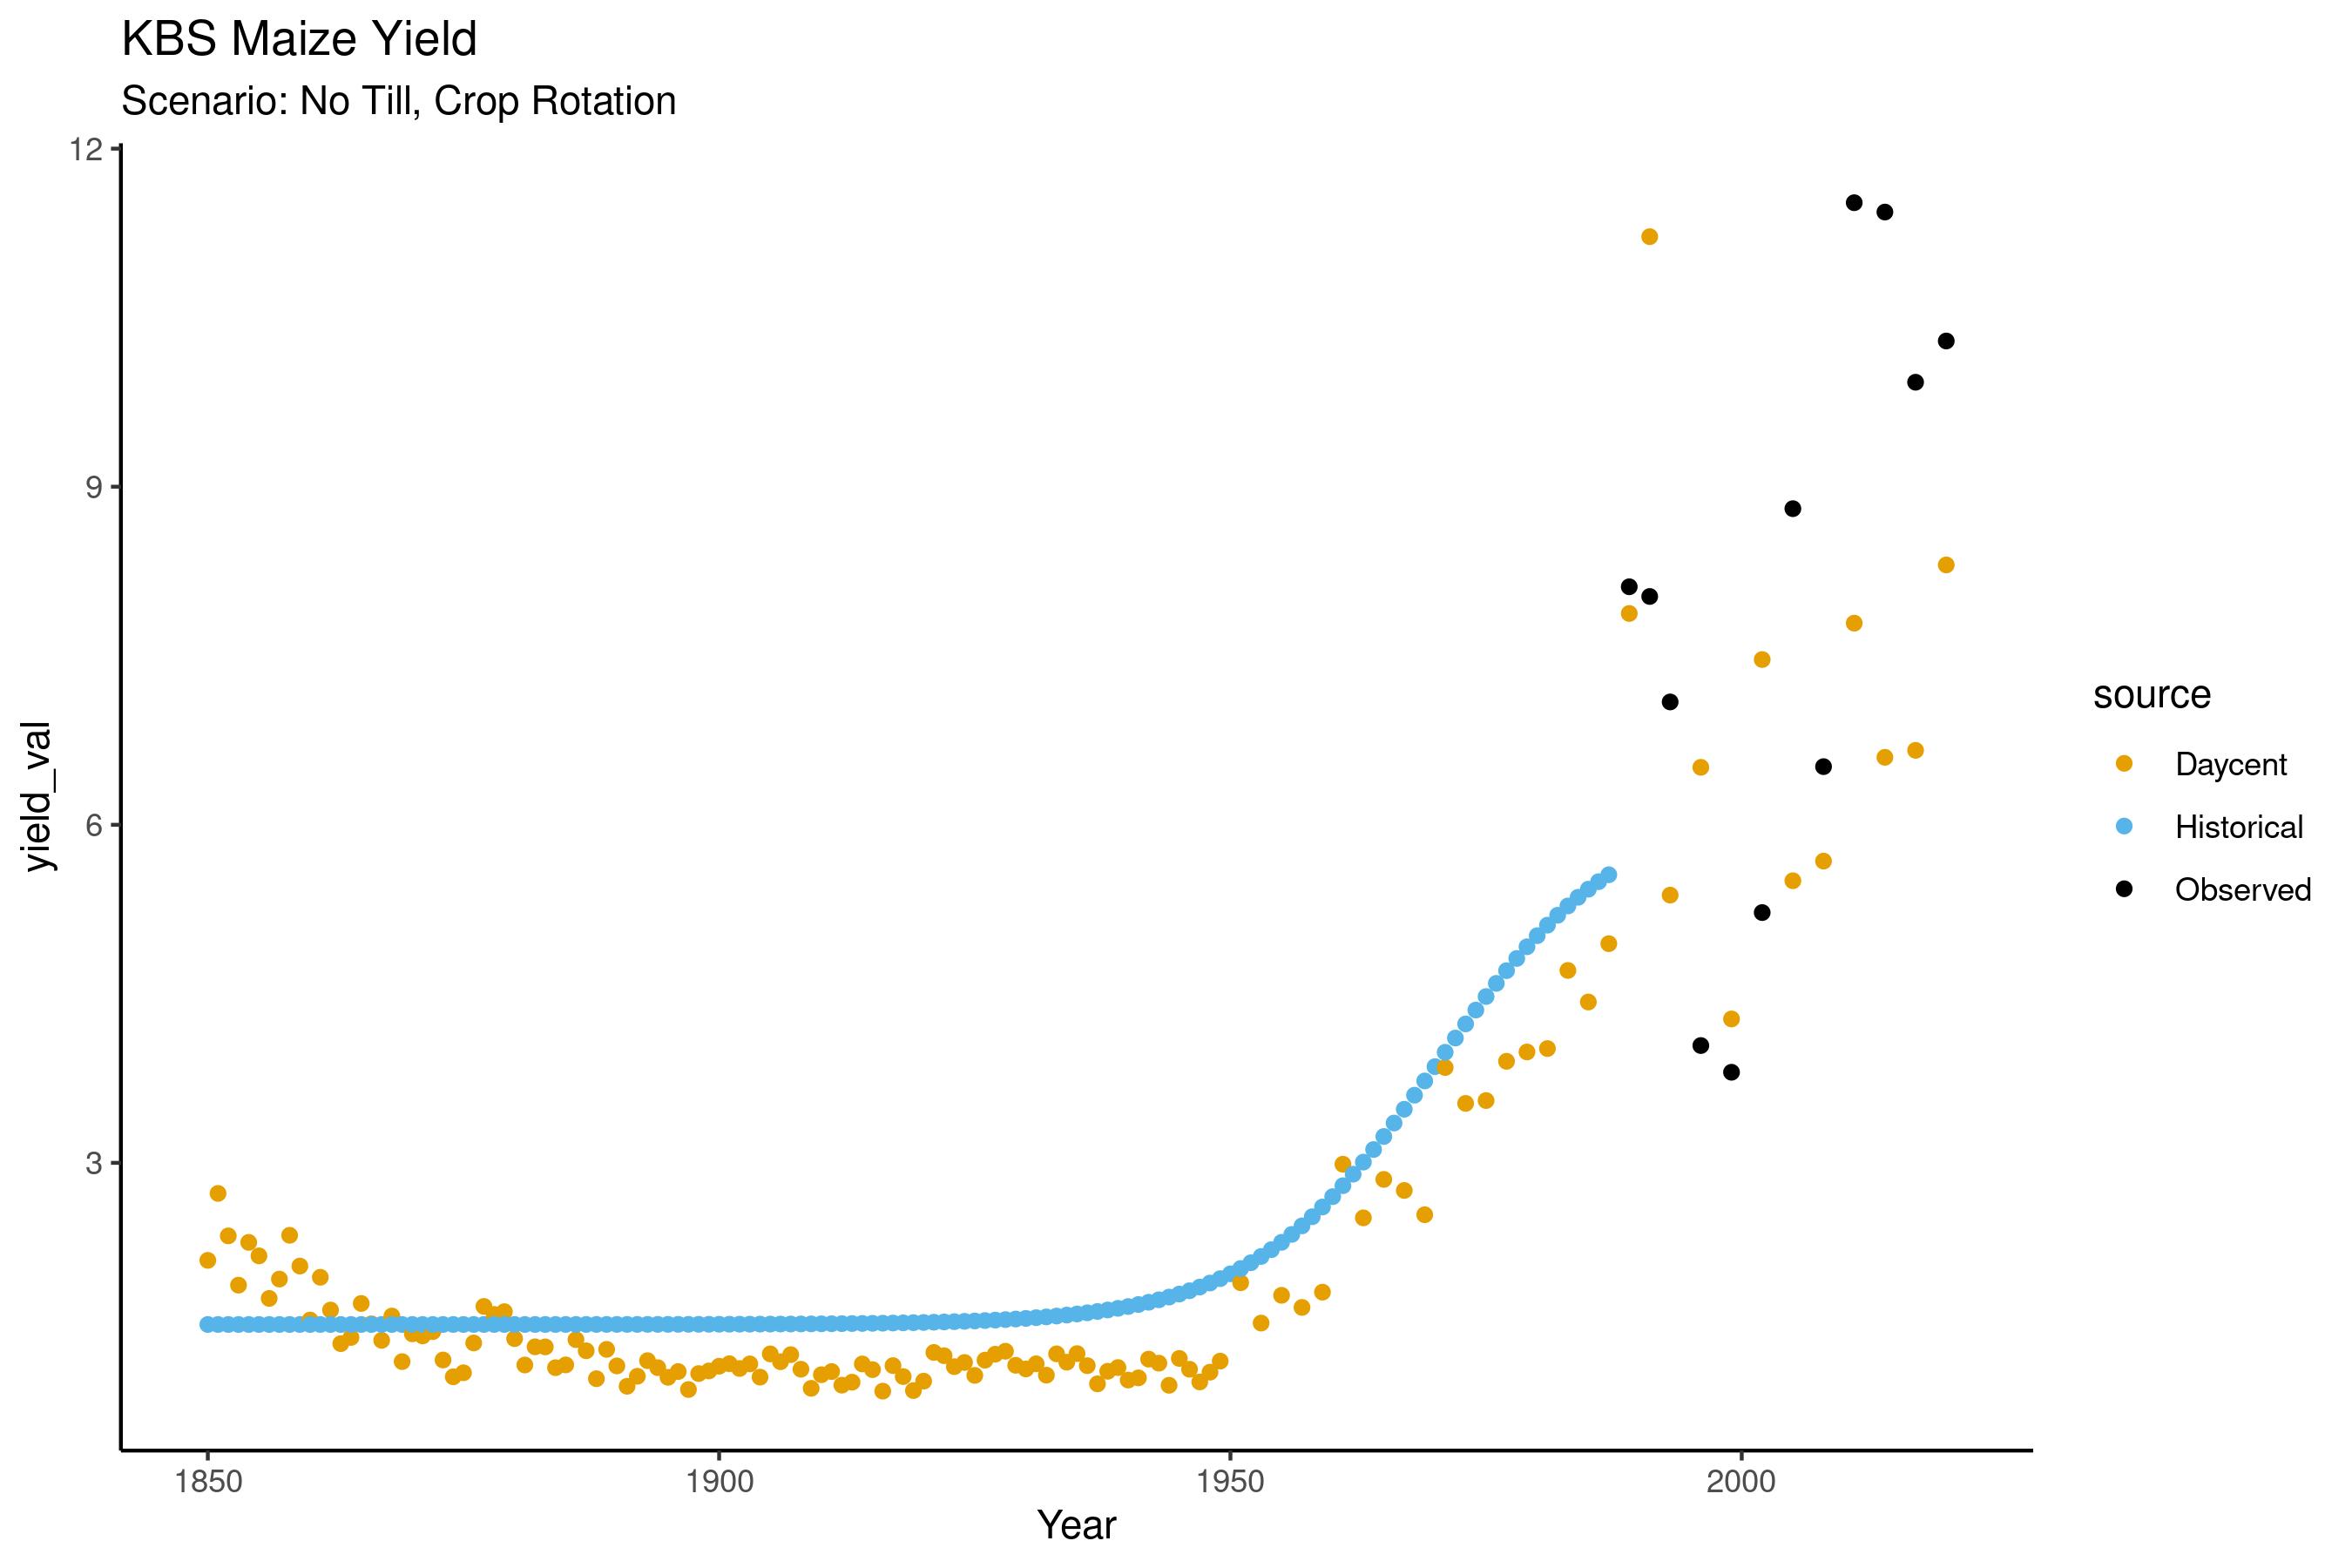 KBS Maize Yield
Scenario: No Till, Crop Rotation
12
9
6
3
yield_val
1850
1900
1950
2000
Year
source
Daycent
Historical
Observed